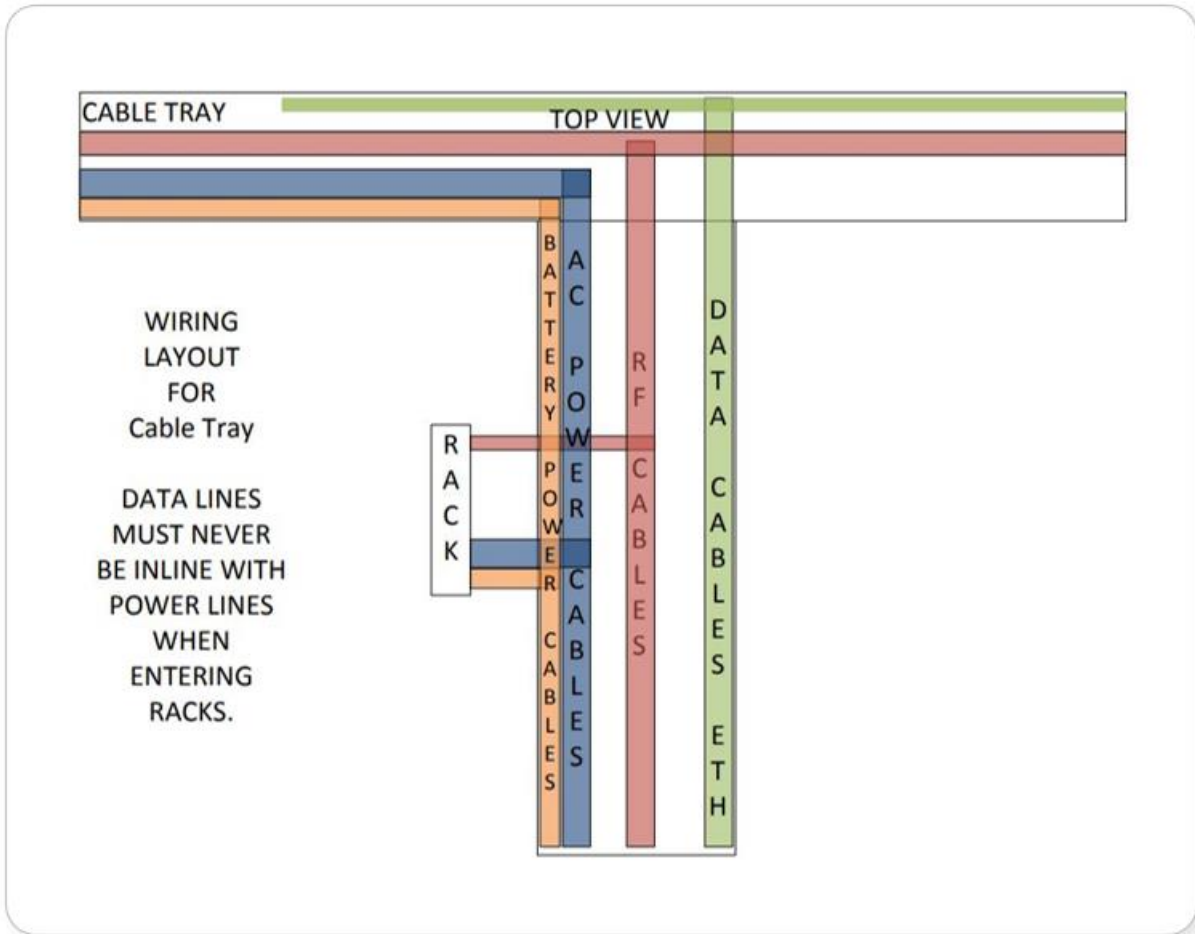 CABLE TRAY
TOP VIEW
WIRING
LAYOUT
FOR
Cable Tray
DATA LINES
MUST NEVER
BE INLINE WITH
POWER LINES
WHEN
ENTERING
RACKS.
RACK
BATTERY POWER CABLES
AC POWER CABLES
RF CABLES
DATA CABLES ETH